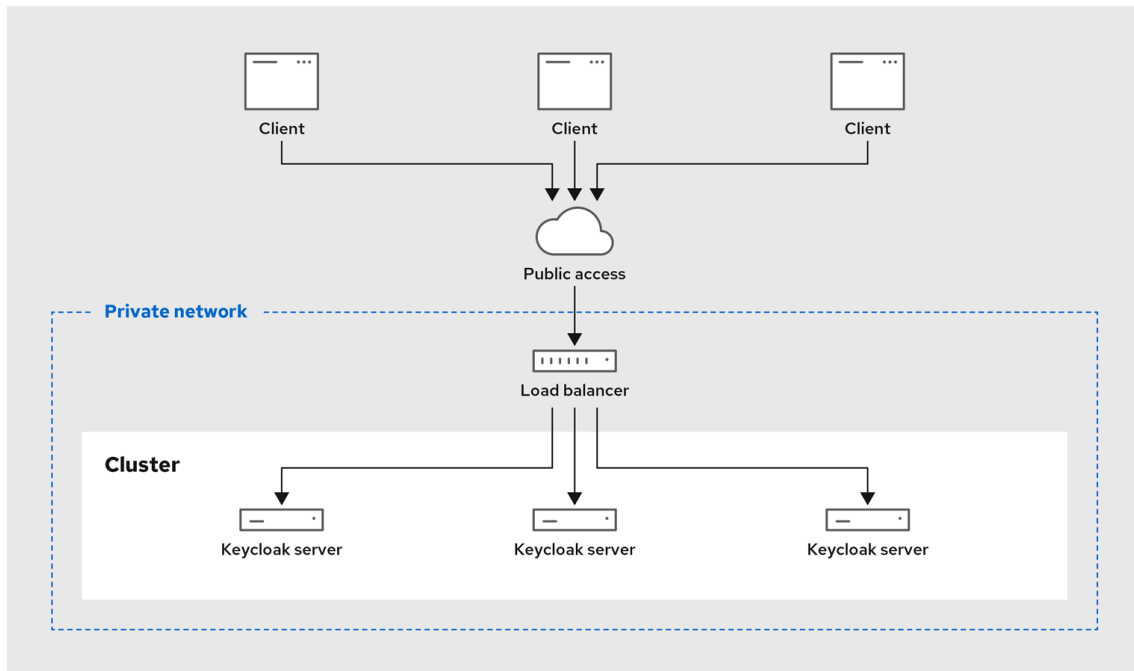 Client
Client
Client
Public access
Private network
Load balancer
Cluster
Keycloak server
Keycloak server
Keycloak server